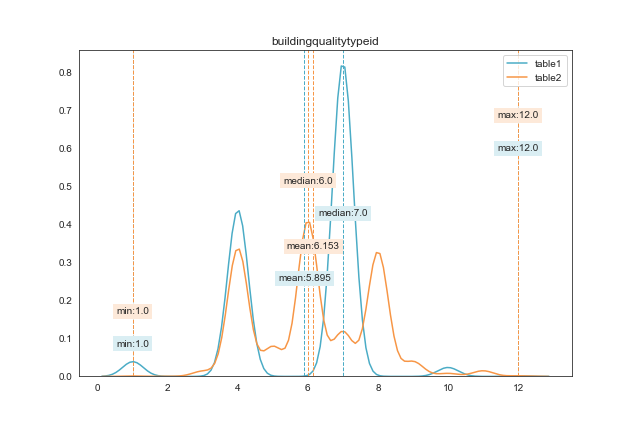 buildingqualitytypeid
table1
table2
0.8
0.7
0.6
0.5
0.4
0.3
0.2
0.1
0.0
max:12.0
max:12.0
median:6.0
median:7.0
mean:6.153
mean:5.895
min:1.0
min:1.0
0
2
4
6
8
10
12